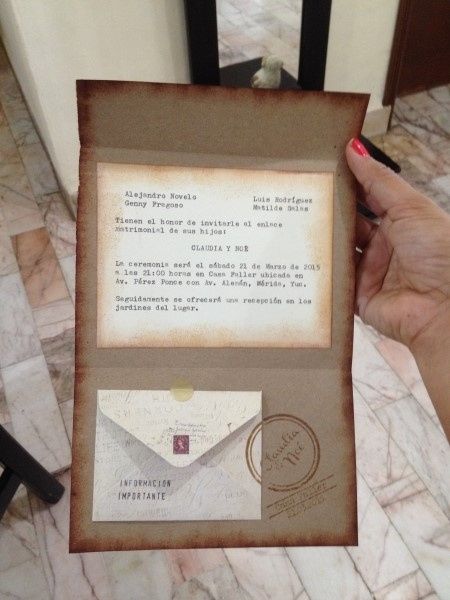 Alejandro Novelo
Genny Fragoso
Luis Rodríguez
Matilde Salas
Tienen el honor de invitarle al enlace
matrimonial de sus hijos:
CLAUDIA Y NOÉ
La ceremonia será el sábado 21 de Marzo de 2015
a las 21:00 horas en Casa Faller ubicada en
Av. Pérez Ponce con Av. Alemán, Mérida, Yuc.
Seguidamente se ofrecerá una recepción en los
jardines del lugar.
INFORMACIÓN
IMPORTANTE
Claudia
Noé